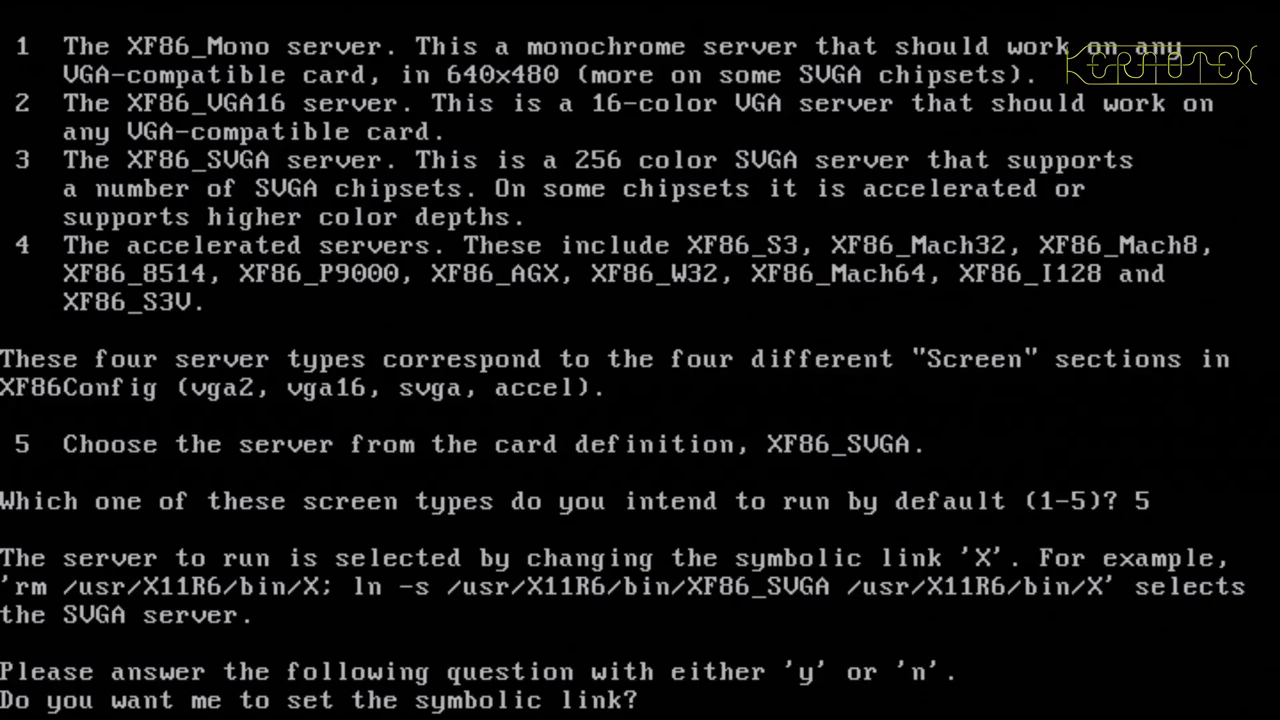 1 The XF86_Mono server. This a monochrome server that should work on any
VGA-compatible card, in 640x480 (more on some SVGA chipsets).
2 The XF86_VGA16 server. This is a 16-color VGA server that should work on
any VGA-compatible card.
3 The XF86_SVGA server. This is a 256 color SVGA server that supports
a number of SVGA chipsets. On some chipsets it is accelerated or
supports higher color depths.
4 The accelerated servers. These include XF86_S3, XF86_Mach32, XF86_Mach8,
XF86_8514, XF86_P9000, XF86_AGX, XF86_W32, XF86_Mach64, XF86_I128 and
XF86_S3V.
These four server types correspond to the four different "Screen" sections in
XF86Config (vga2, vga16, svga, accel).
5 Choose the server from the card definition, XF86_SVGA.
Which one of these screen types do you intend to run by default (1-5)? 5
The server to run is selected by changing the symbolic link 'X'. For example,
'rm /usr/X11R6/bin/X; ln -s /usr/X11R6/bin/XF86_SVGA /usr/X11R6/bin/X' selects
the SVGA server.
Please answer the following question with either 'y' or 'n'.
Do you want me to set the symbolic link?